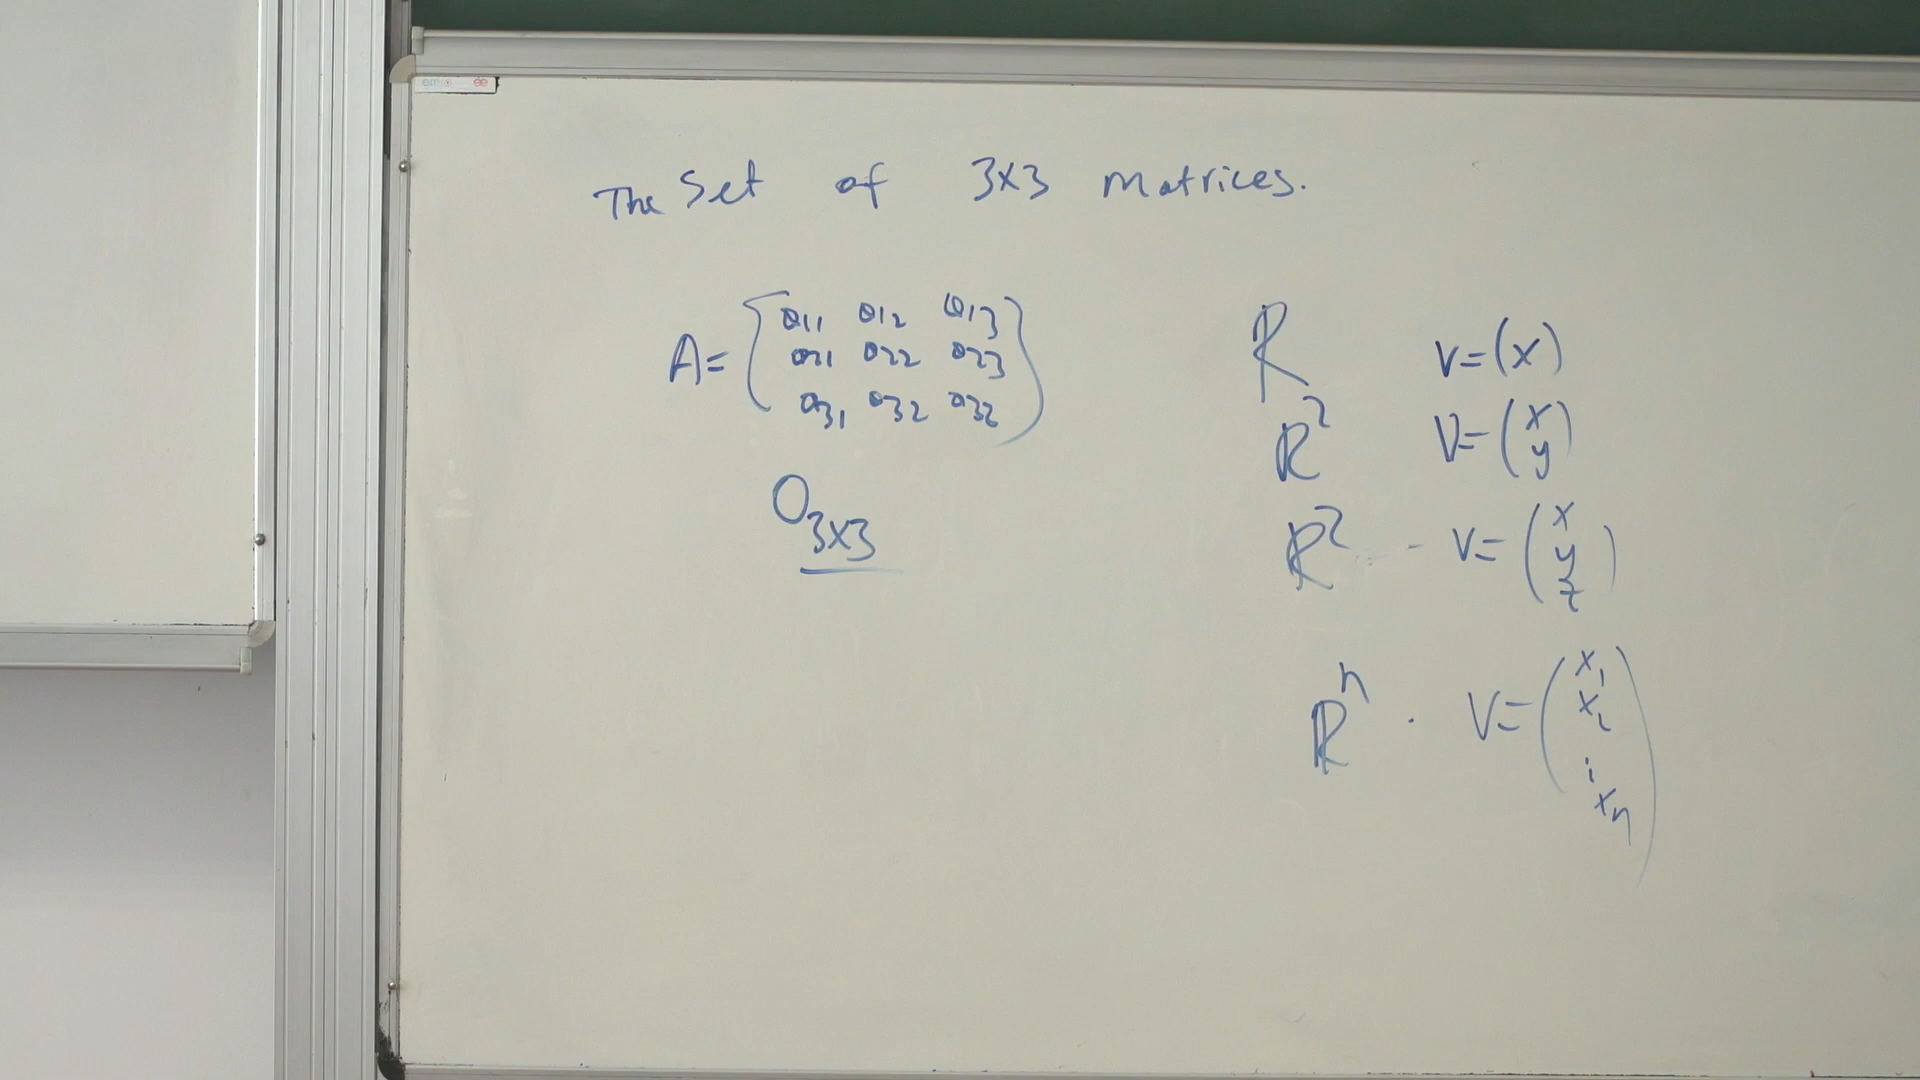 The Set of 3x3 matrices.
A = ( a11 a12 a13
a21 a22 a23
a31 a32 a33 )
O3x3
R v=(x)
R² V=(x y)
R² - v=(x y z)
Rⁿ . V=(x1 x2 : xn)